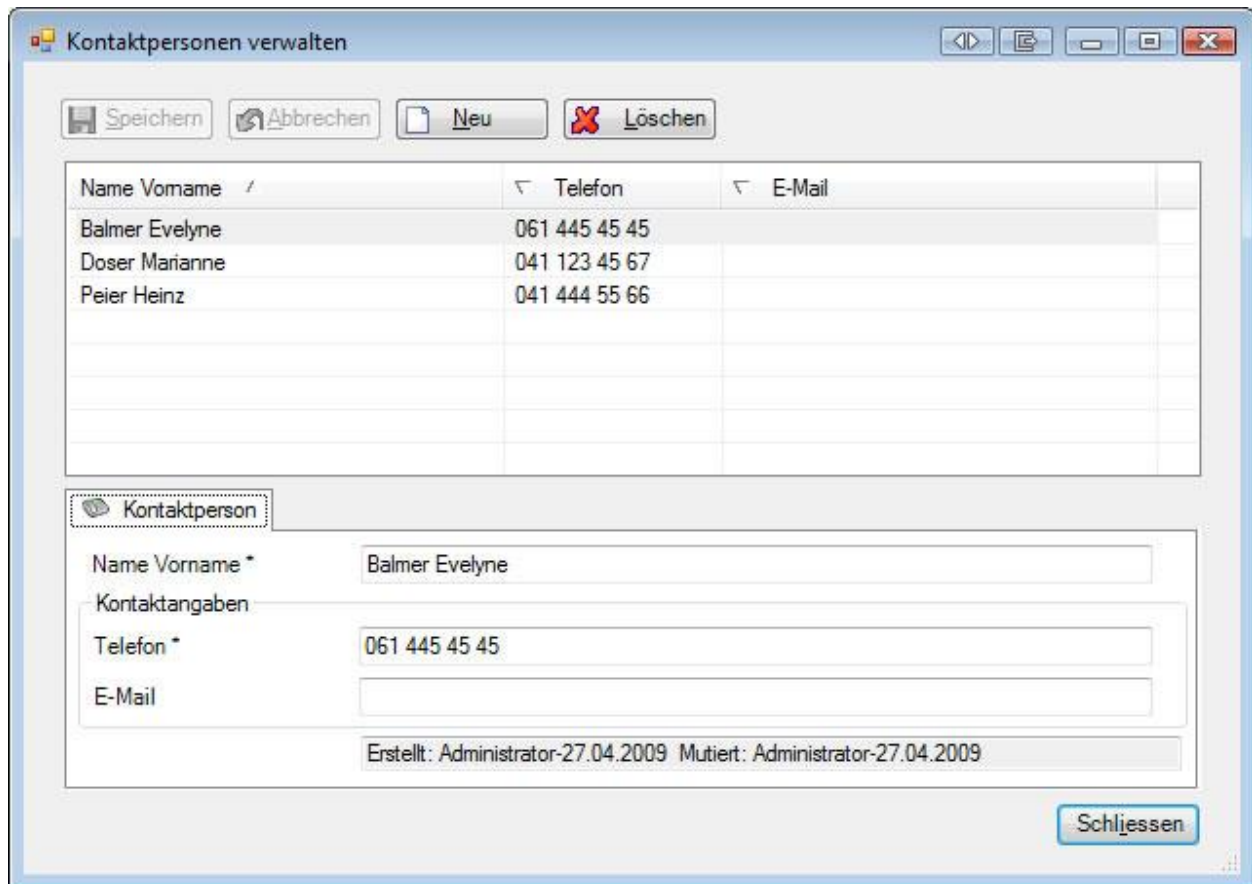 Kontaktpersonen verwalten
Speichern Abbrechen Neu Löschen
Name Vorname Telefon E-Mail
Balmer Evelyne 061 445 45 45
Doser Marianne 041 123 45 67
Peier Heinz 041 444 55 66
Kontaktperson
Name Vorname * Balmer Evelyne
Kontaktangaben
Telefon * 061 445 45 45
E-Mail
Erstellt: Administrator-27.04.2009 Mutiert: Administrator-27.04.2009
Schliessen